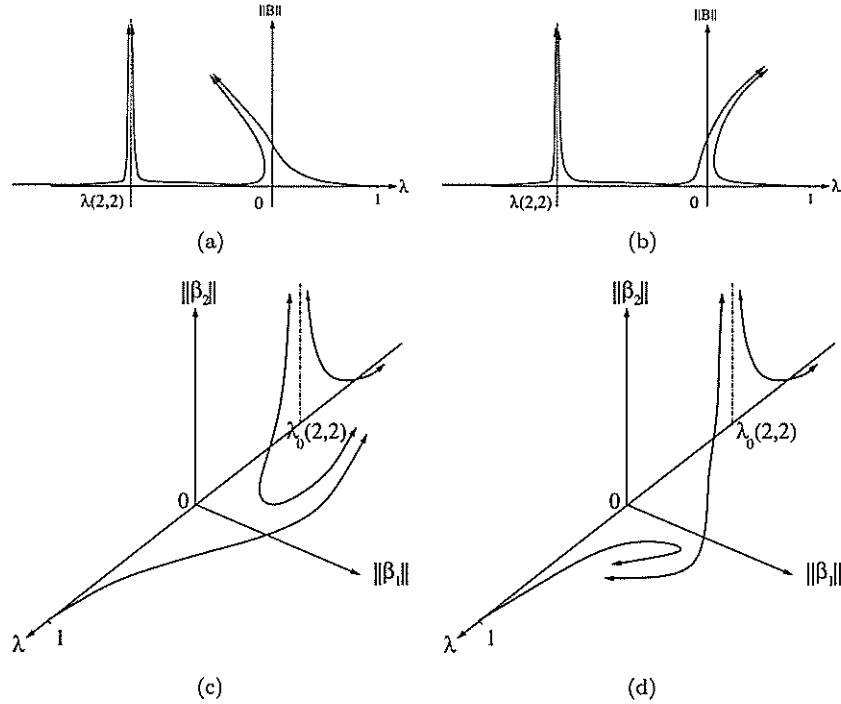 ||B||
λ(2,2)
0
1
λ
(a)
||B||
λ(2,2)
0
1
λ
(b)
||β₂||
λ₀(2,2)
0
||β₁||
λ
1
(c)
||β₂||
λ₀(2,2)
0
||β₁||
λ
1
(d)